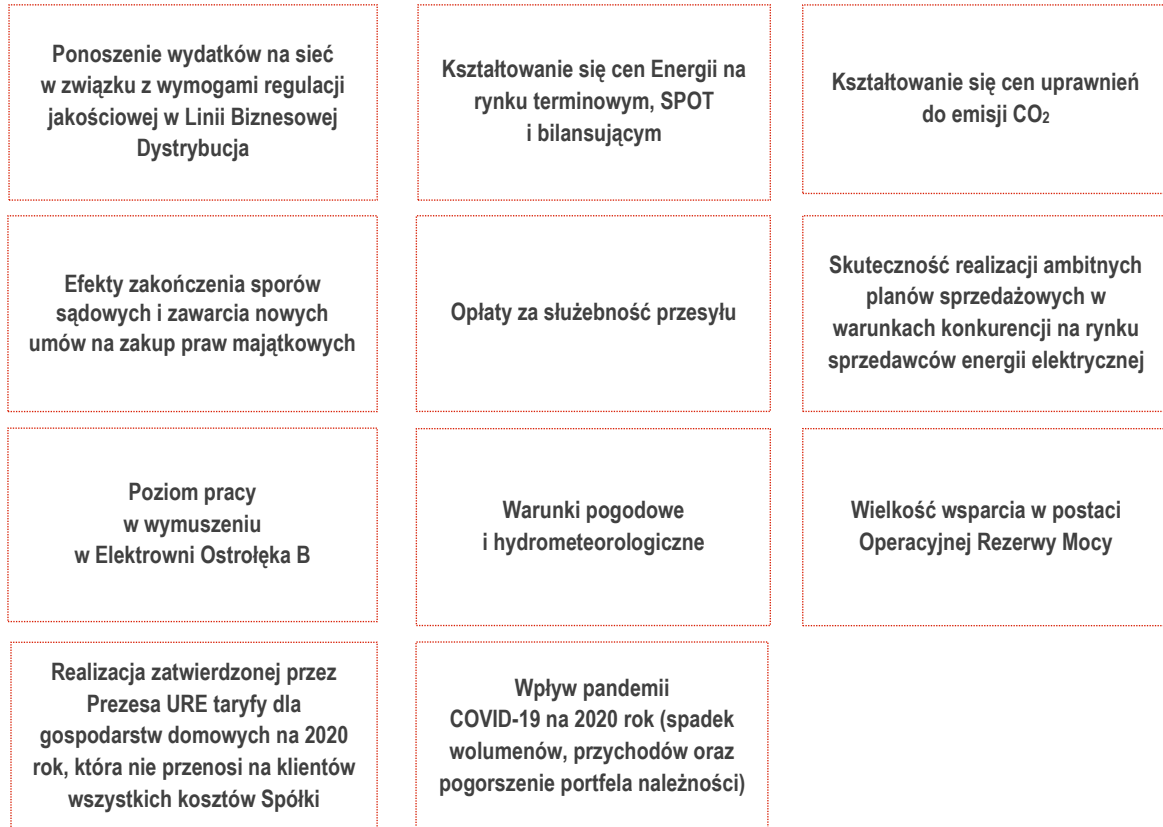 Ponoszenie wydatków na sieć
w związku z wymogami regulacji
jakościowej w Linii Biznesowej
Dystrybucja
Kształtowanie się cen Energii na
rynku terminowym, SPOT
i bilansującym
Kształtowanie się cen uprawnień
do emisji CO2
Efekty zakończenia sporów
sądowych i zawarcia nowych
umów na zakup praw majątkowych
Opłaty za służebność przesyłu
Skuteczność realizacji ambitnych
planów sprzedażowych w
warunkach konkurencji na rynku
sprzedawców energii elektrycznej
Poziom pracy
w wymuszeniu
w Elektrowni Ostrołęka B
Warunki pogodowe
i hydrometeorologiczne
Wielkość wsparcia w postaci
Operacyjnej Rezerwy Mocy
Realizacja zatwierdzonej przez
Prezesa URE taryfy dla
gospodarstw domowych na 2020
rok, która nie przenosi na klientów
wszystkich kosztów Spółki
Wpływ pandemii
COVID-19 na 2020 rok (spadek
wolumenów, przychodów oraz
pogorszenie portfela należności)